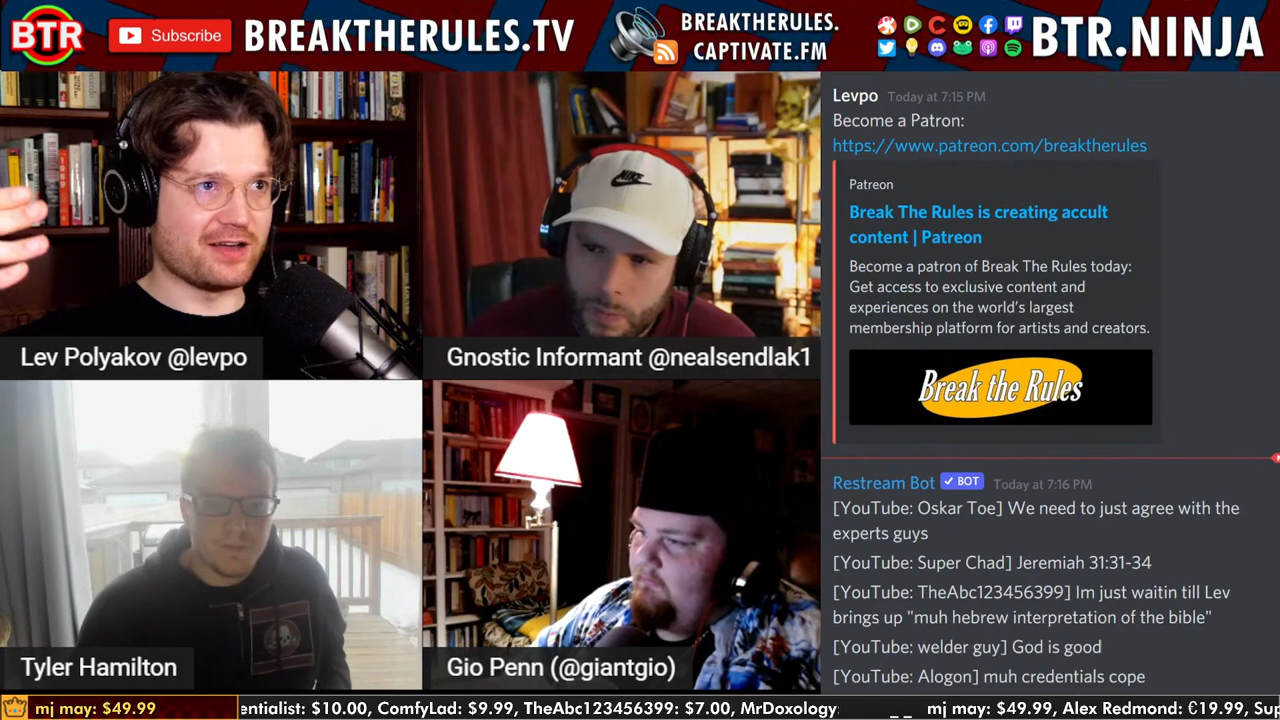 BTR
Subscribe
BREAKTHERULES.TV
BREAKTHERULES.
CAPTIVATE.FM
BTR.NINJA
1989
Lev Polyakov @levpo
Gnostic Informant @nealsendlak1
Tyler Hamilton
Gio Penn (@giantgio)
Levpo Today at 7:15 PM
Become a Patron:
https://www.patreon.com/breaktherules
Patreon
Break The Rules is creating accult
content | Patreon
Become a patron of Break The Rules today:
Get access to exclusive content and
experiences on the world's largest
membership platform for artists and creators.
Break the Rules
Restream Bot ✓ BOT Today at 7:16 PM
[YouTube: Oskar Toe] We need to just agree with the
experts guys
[YouTube: Super Chad] Jeremiah 31:31-34
[YouTube: TheAbc123456399] Im just waitin till Lev
brings up "muh hebrew interpretation of the bible"
[YouTube: welder guy] God is good
[YouTube: Alogon] muh credentials cope
mj may: $49.99
entialist: $10.00, ComfyLad: $9.99, TheAbc123456399: $7.00, MrDoxology: _ _ mj may: $49.99, Alex Redmond: €19.99, Sup